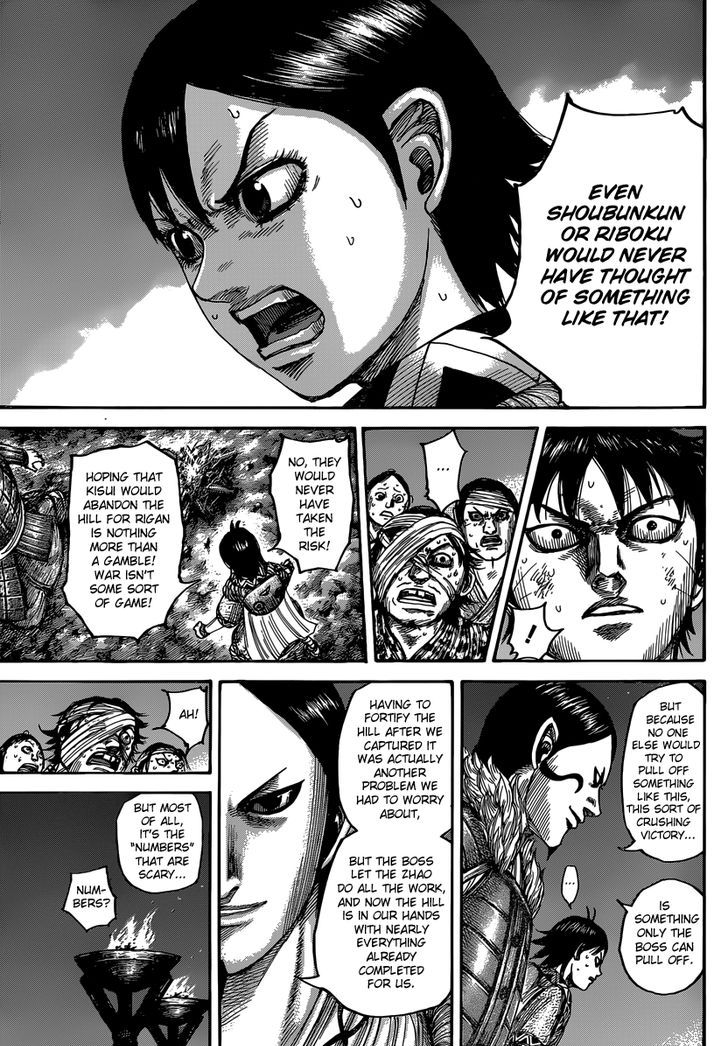 EVEN
SHOUBUNKUN
OR RIBOKU
WOULD NEVER
HAVE THOUGHT
OF SOMETHING
LIKE THAT!
!
...
NO, THEY
WOULD
NEVER
HAVE
TAKEN
THE
RISK!
HOPING THAT
KISUI WOULD
ABANDON THE
HILL FOR RIGAN
IS NOTHING
MORE THAN
A GAMBLE!
WAR ISN'T
SOME SORT
OF GAME!
BUT
BECAUSE
NO ONE
ELSE WOULD
TRY TO
PULL OFF
SOMETHING
LIKE THIS,
THIS SORT OF
CRUSHING
VICTORY...
...
IS
SOMETHING
ONLY THE
BOSS CAN
PULL OFF.
HAVING TO
FORTIFY THE
HILL AFTER WE
CAPTURED IT
WAS ACTUALLY
ANOTHER
PROBLEM WE
HAD TO WORRY
ABOUT,
BUT THE BOSS
LET THE ZHAO
DO ALL THE WORK,
AND NOW THE HILL
IS IN OUR HANDS
WITH NEARLY
EVERYTHING
ALREADY
COMPLETED
FOR US.
AH!
BUT MOST
OF ALL,
IT'S THE
"NUMBERS"
THAT ARE
SCARY...
NUM-
BERS?